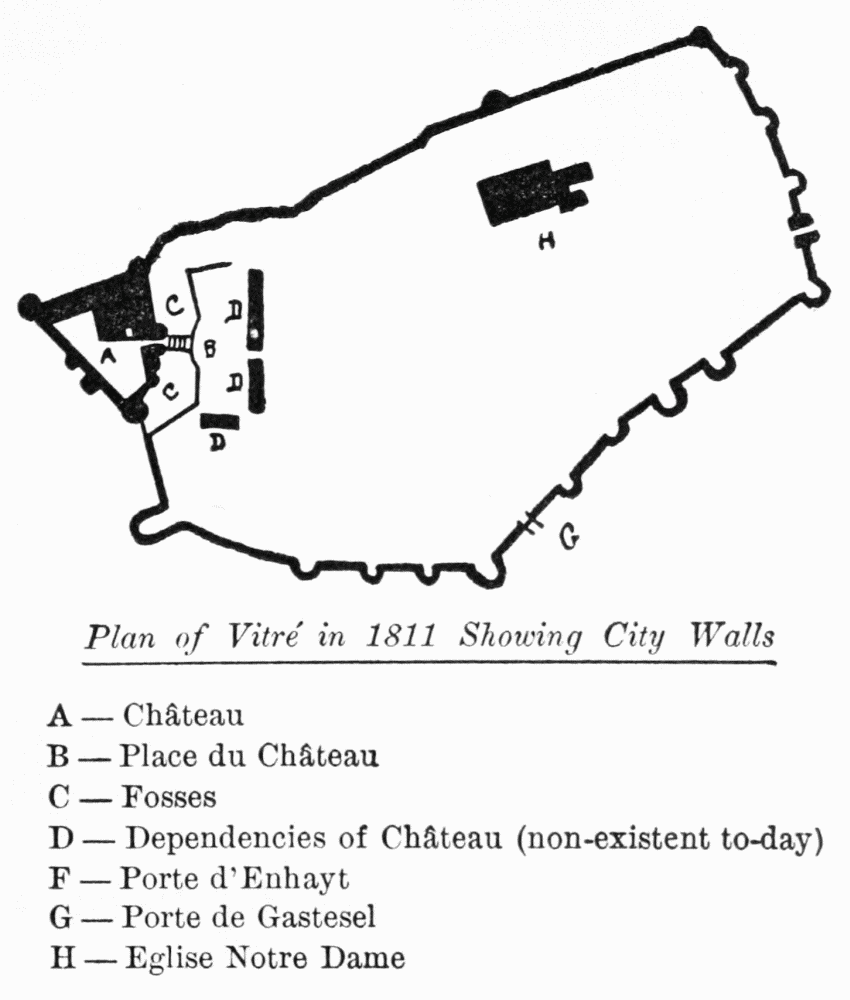 H
C
D
B
A
D
C
D
G
Plan of Vitré in 1811 Showing City Walls
A — Château
B — Place du Château
C — Fosses
D — Dependencies of Château (non-existent to-day)
F — Porte d'Enhayt
G — Porte de Gastesel
H — Eglise Notre Dame